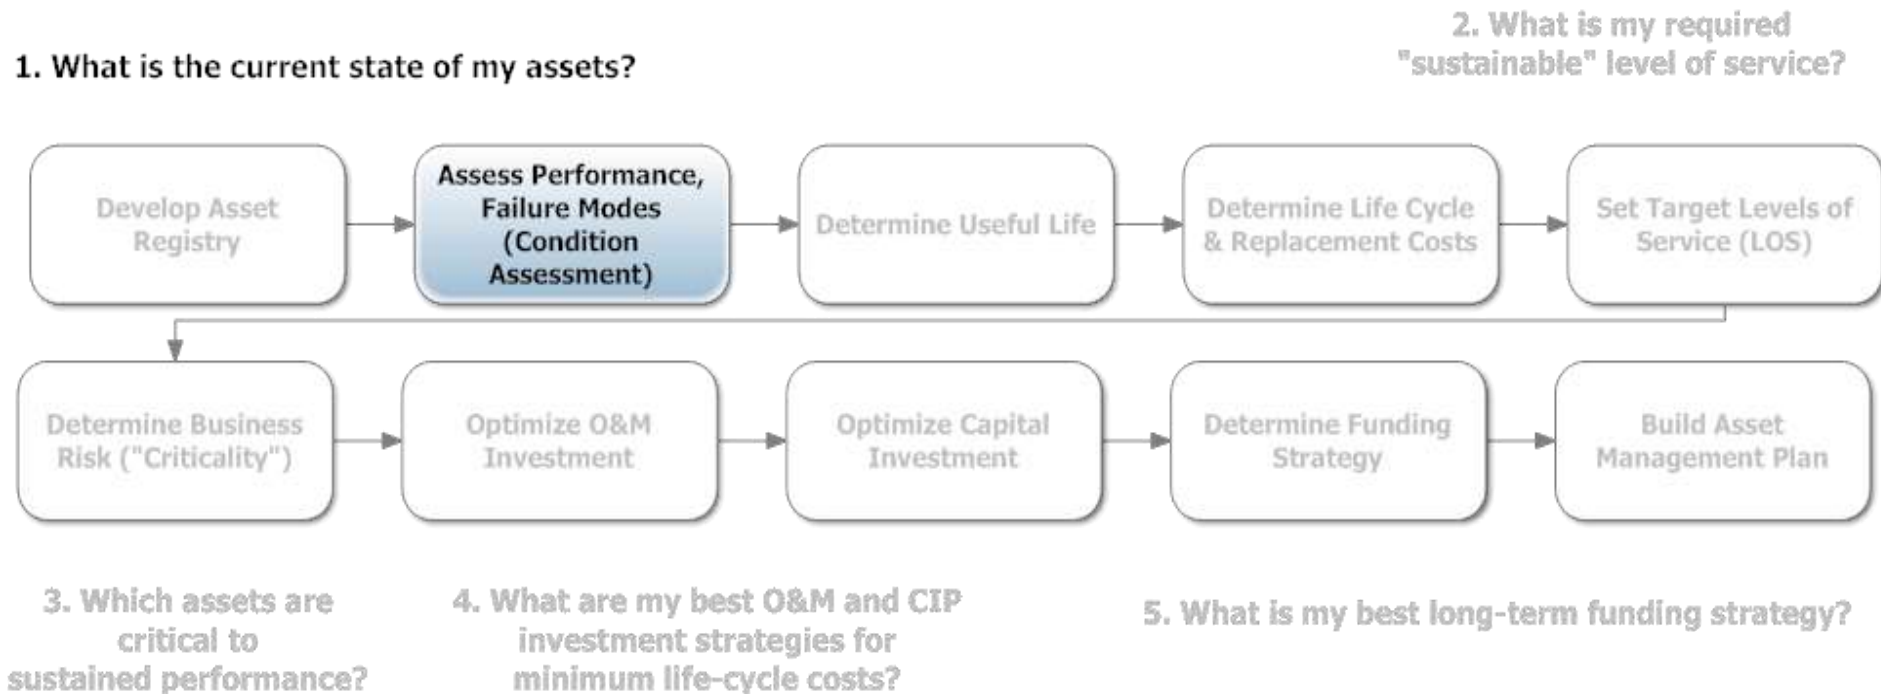 2. What is my required
"sustainable" level of service?
1. What is the current state of my assets?
Develop Asset
Registry
Assess Performance,
Failure Modes
(Condition
Assessment)
Determine Useful Life
Determine Life Cycle
& Replacement Costs
Set Target Levels of
Service (LOS)
Determine Business
Risk ("Criticality")
Optimize O&M
Investment
Optimize Capital
Investment
Determine Funding
Strategy
Build Asset
Management Plan
3. Which assets are
critical to
sustained performance?
4. What are my best O&M and CIP
investment strategies for
minimum life-cycle costs?
5. What is my best long-term funding strategy?